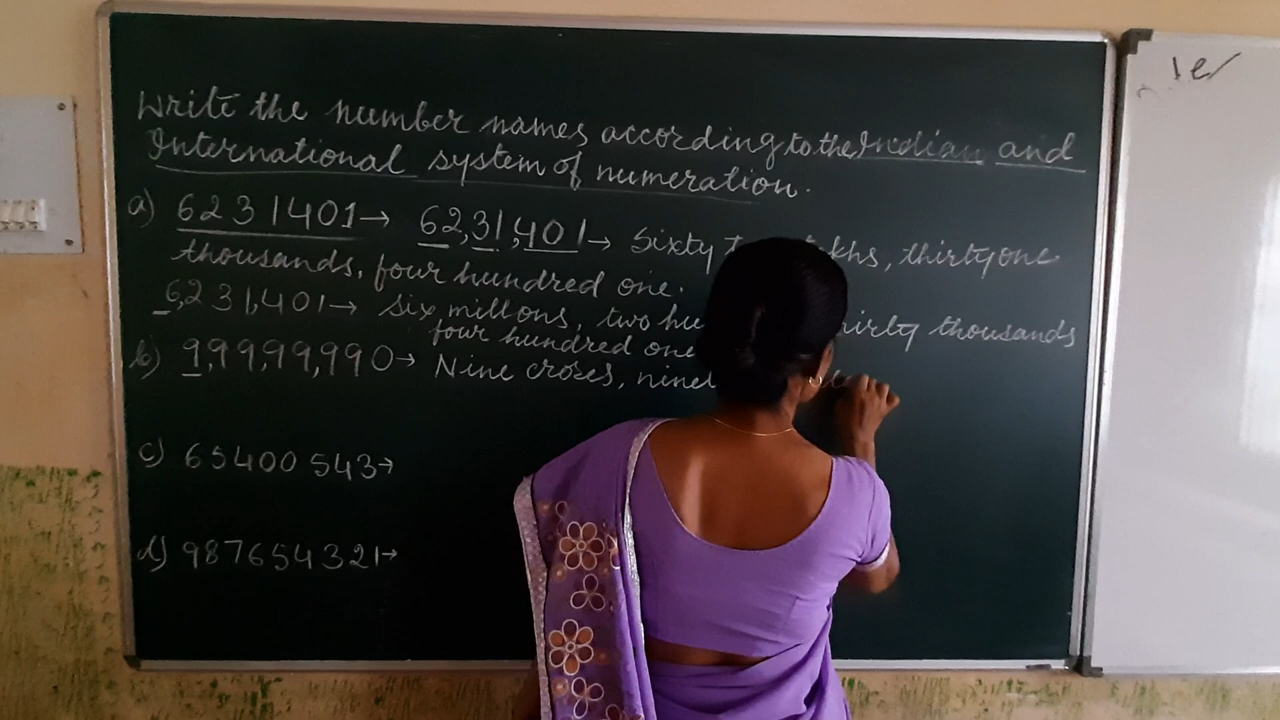 Write the number names according to the Indian and
International system of numeration.
a) 6231401→ 62,31,401→ Sixty lakhs, thirtyone
thousands, four hundred one.
6,231,401→ six millons, two thirty thousands
four hundred one
b) 9,99,99,990→ Nine crores,
c) 65400543→
d) 987654321→